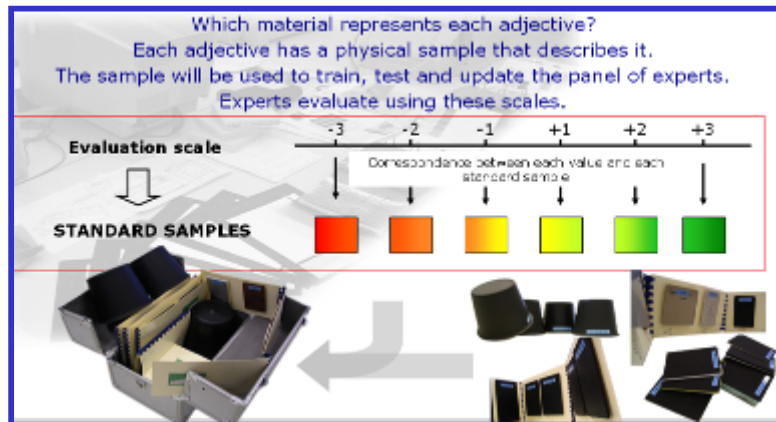 Which material represents each adjective?
Each adjective has a physical sample that describes it.
The sample will be used to train, test and update the panel of experts.
Experts evaluate using these scales.
-3 -2 -1 +1 +2 +3
Evaluation scale
Correspondence between each value and each
standard sample
STANDARD SAMPLES